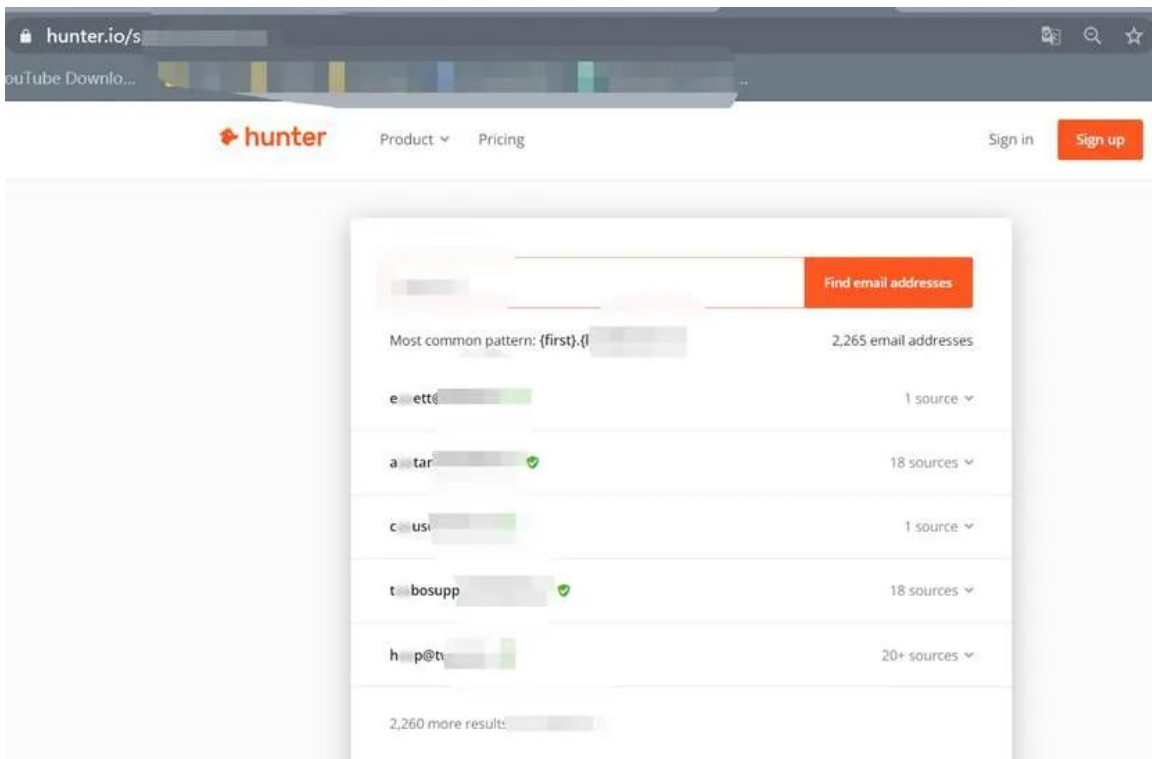 hunter.io/s
ouTube Downlo... ..
hunter Product Pricing Sign in Sign up
Find email addresses
Most common pattern: {first}.{l 2,265 email addresses
e ett@ 1 source
a tar 18 sources
c us 1 source
t bosupp 18 sources
h p@tw 20+ sources
2,260 more results